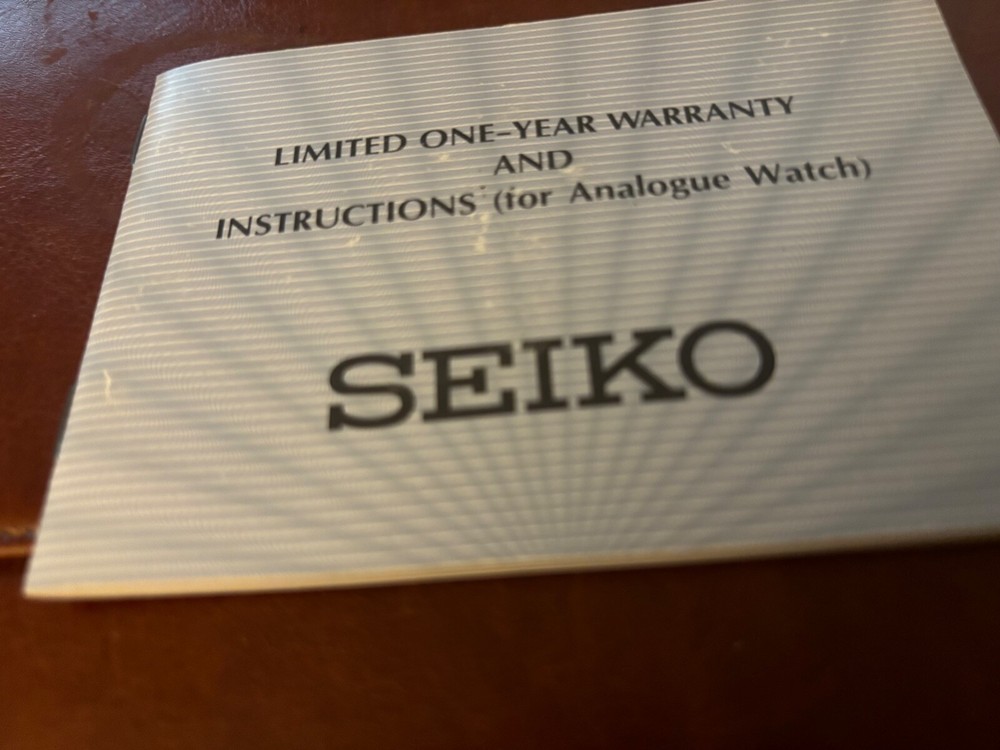 LIMITED ONE-YEAR WARRANTY
AND
INSTRUCTIONS (for Analogue Watch)
SEIKO